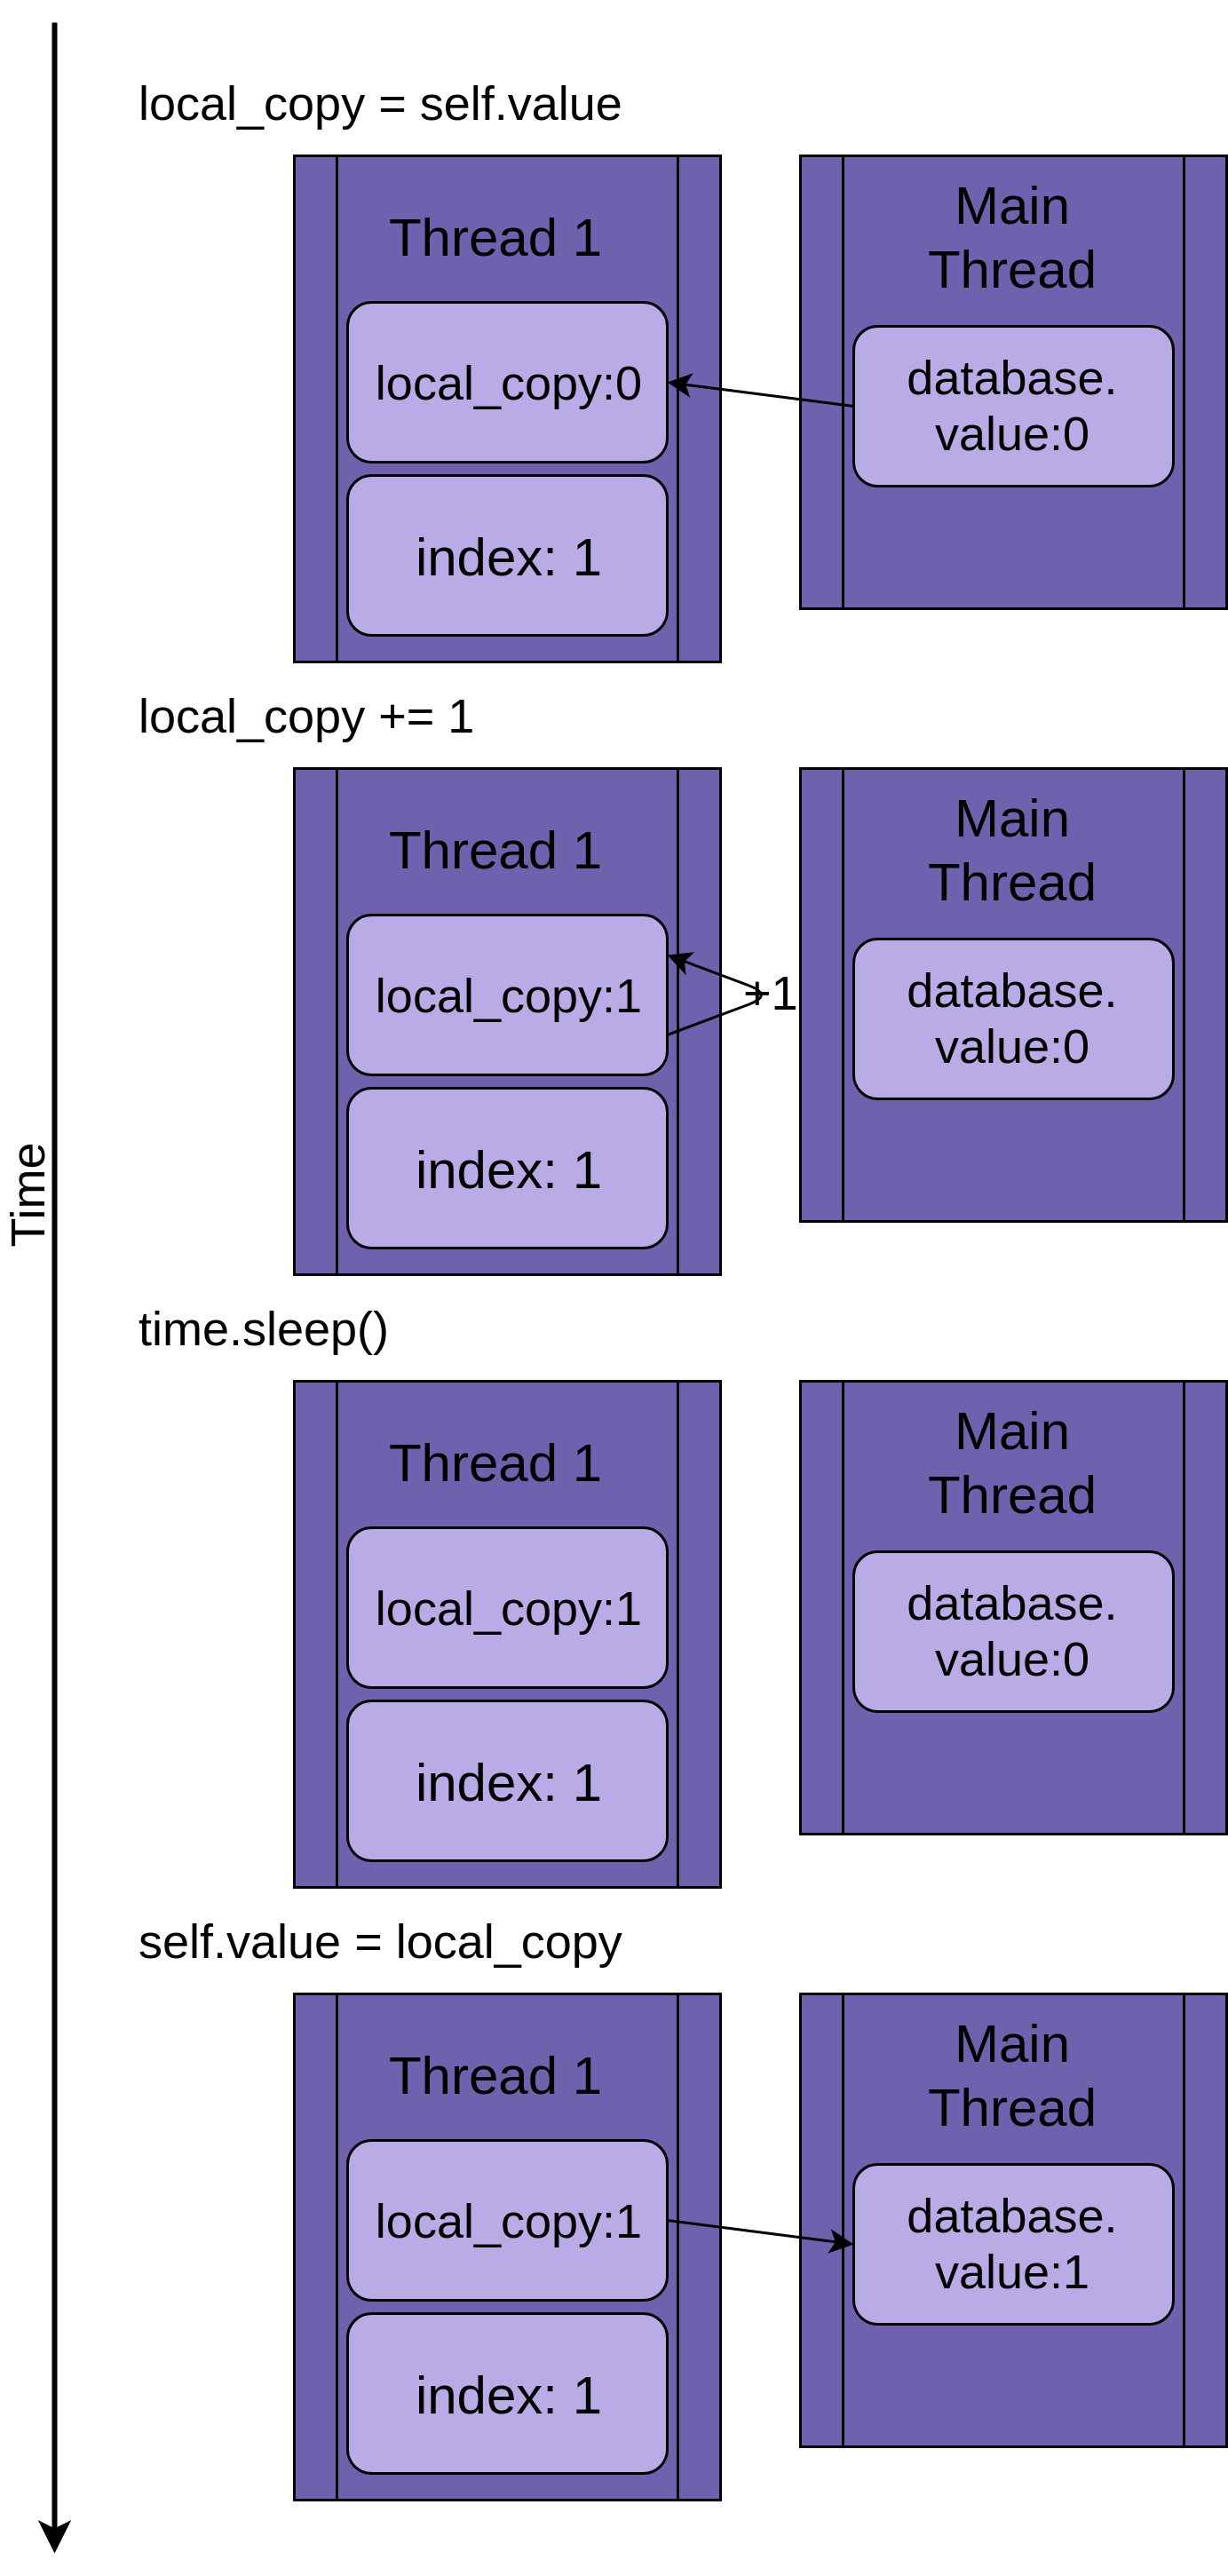 local_copy = self.value
Thread 1
Main
Thread
local_copy:0
database.
value:0
index: 1
local_copy += 1
Thread 1
Main
Thread
local_copy:1
+1
database.
value:0
index: 1
Time
time.sleep()
Thread 1
Main
Thread
local_copy:1
database.
value:0
index: 1
self.value = local_copy
Thread 1
Main
Thread
local_copy:1
database.
value:1
index: 1